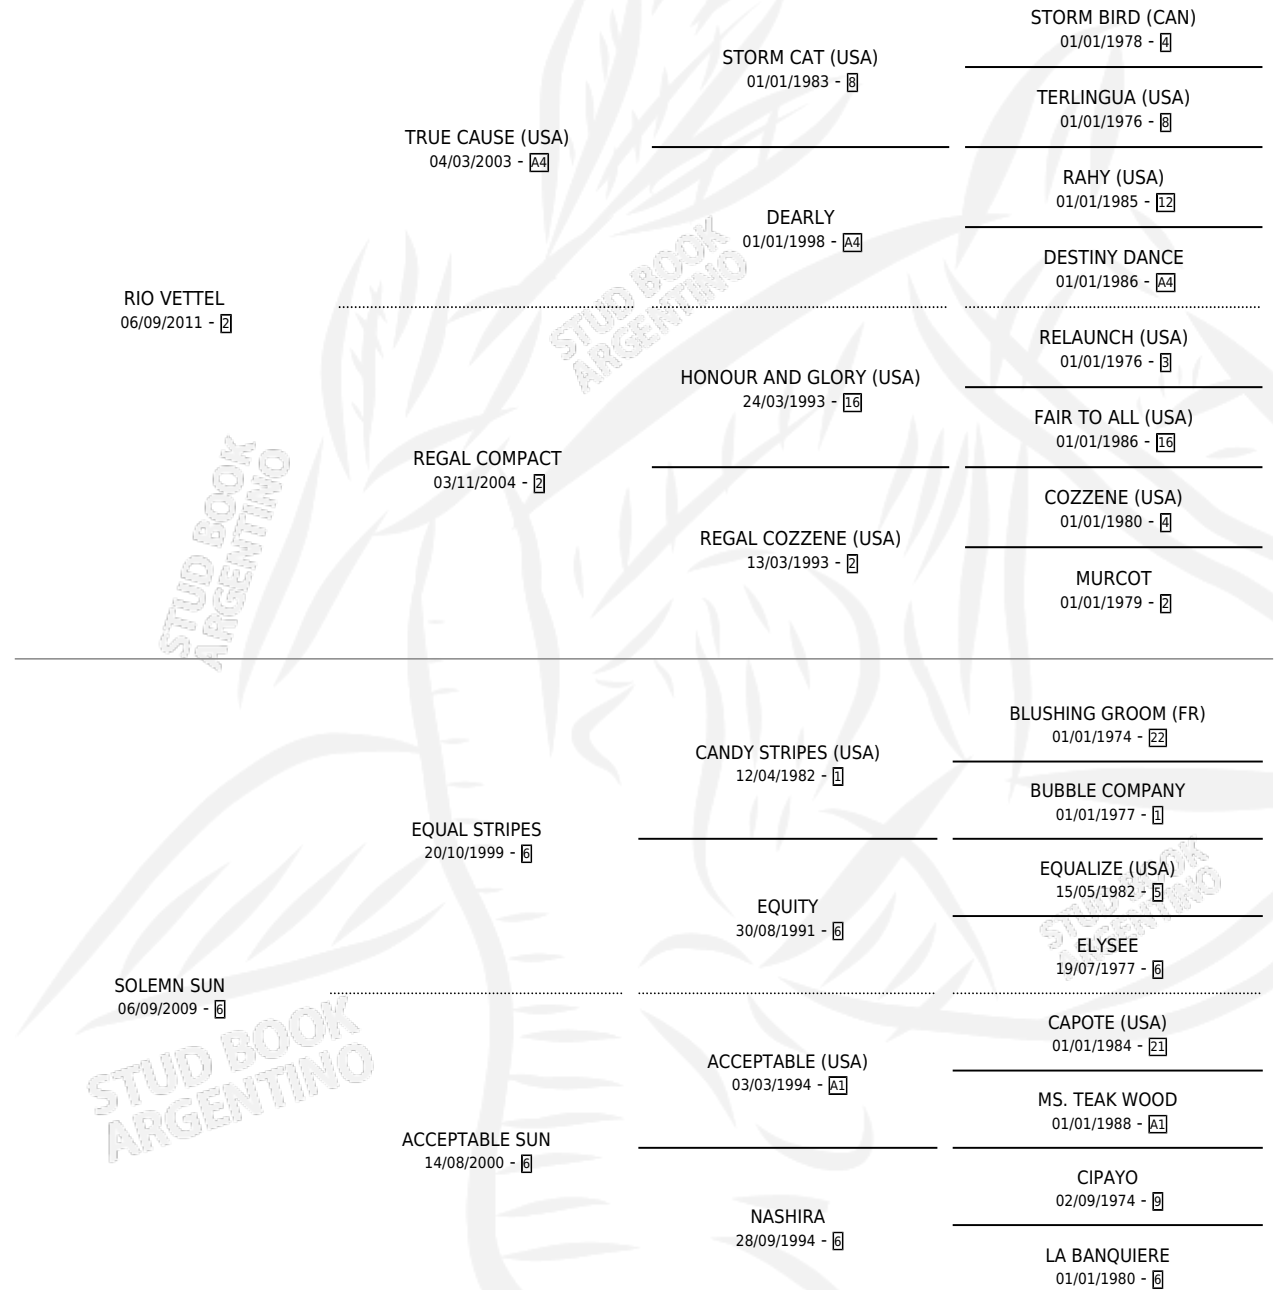 STORM BIRD (CAN)
01/01/1978 - 4
STORM CAT (USA)
01/01/1983 - 8
TERLINGUA (USA)
01/01/1976 - 8
TRUE CAUSE (USA)
04/03/2003 - A4
RAHY (USA)
01/01/1985 - 12
DEARLY
01/01/1998 - A4
DESTINY DANCE
01/01/1986 - A4
RIO VETTEL
06/09/2011 - 2
RELAUNCH (USA)
01/01/1976 - 3
HONOUR AND GLORY (USA)
24/03/1993 - 16
FAIR TO ALL (USA)
01/01/1986 - 16
REGAL COMPACT
03/11/2004 - 2
COZZENE (USA)
01/01/1980 - 4
REGAL COZZENE (USA)
13/03/1993 - 2
MURCOT
01/01/1979 - 2
BLUSHING GROOM (FR)
01/01/1974 - 22
CANDY STRIPES (USA)
12/04/1982 - 1
BUBBLE COMPANY
01/01/1977 - 1
EQUAL STRIPES
20/10/1999 - 6
EQUALIZE (USA)
15/05/1982 - 5
EQUITY
30/08/1991 - 6
ELYSEE
19/07/1977 - 6
SOLEMN SUN
06/09/2009 - 6
CAPOTE (USA)
01/01/1984 - 21
ACCEPTABLE (USA)
03/03/1994 - A1
MS. TEAK WOOD
01/01/1988 - A1
ACCEPTABLE SUN
14/08/2000 - 6
CIPAYO
02/09/1974 - 9
NASHIRA
28/09/1994 - 6
LA BANQUIERE
01/01/1980 - 6
STUD BOOK
ARGENTINO
STUD BOOK
ARGENTINO
STUD BOOK
ARGENTINO
STUD BOOK
ARGENTINO